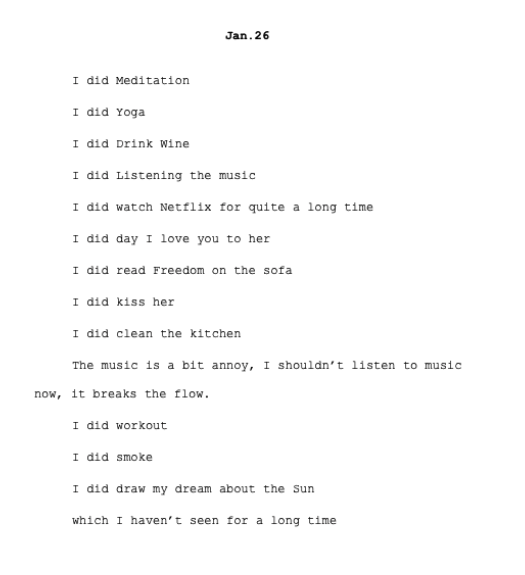 Jan.26
I did Meditation
I did Yoga
I did Drink Wine
I did Listening the music
I did watch Netflix for quite a long time
I did day I love you to her
I did read Freedom on the sofa
I did kiss her
I did clean the kitchen
The music is a bit annoy, I shouldn't listen to music
now, it breaks the flow.
I did workout
I did smoke
I did draw my dream about the Sun
which I haven't seen for a long time